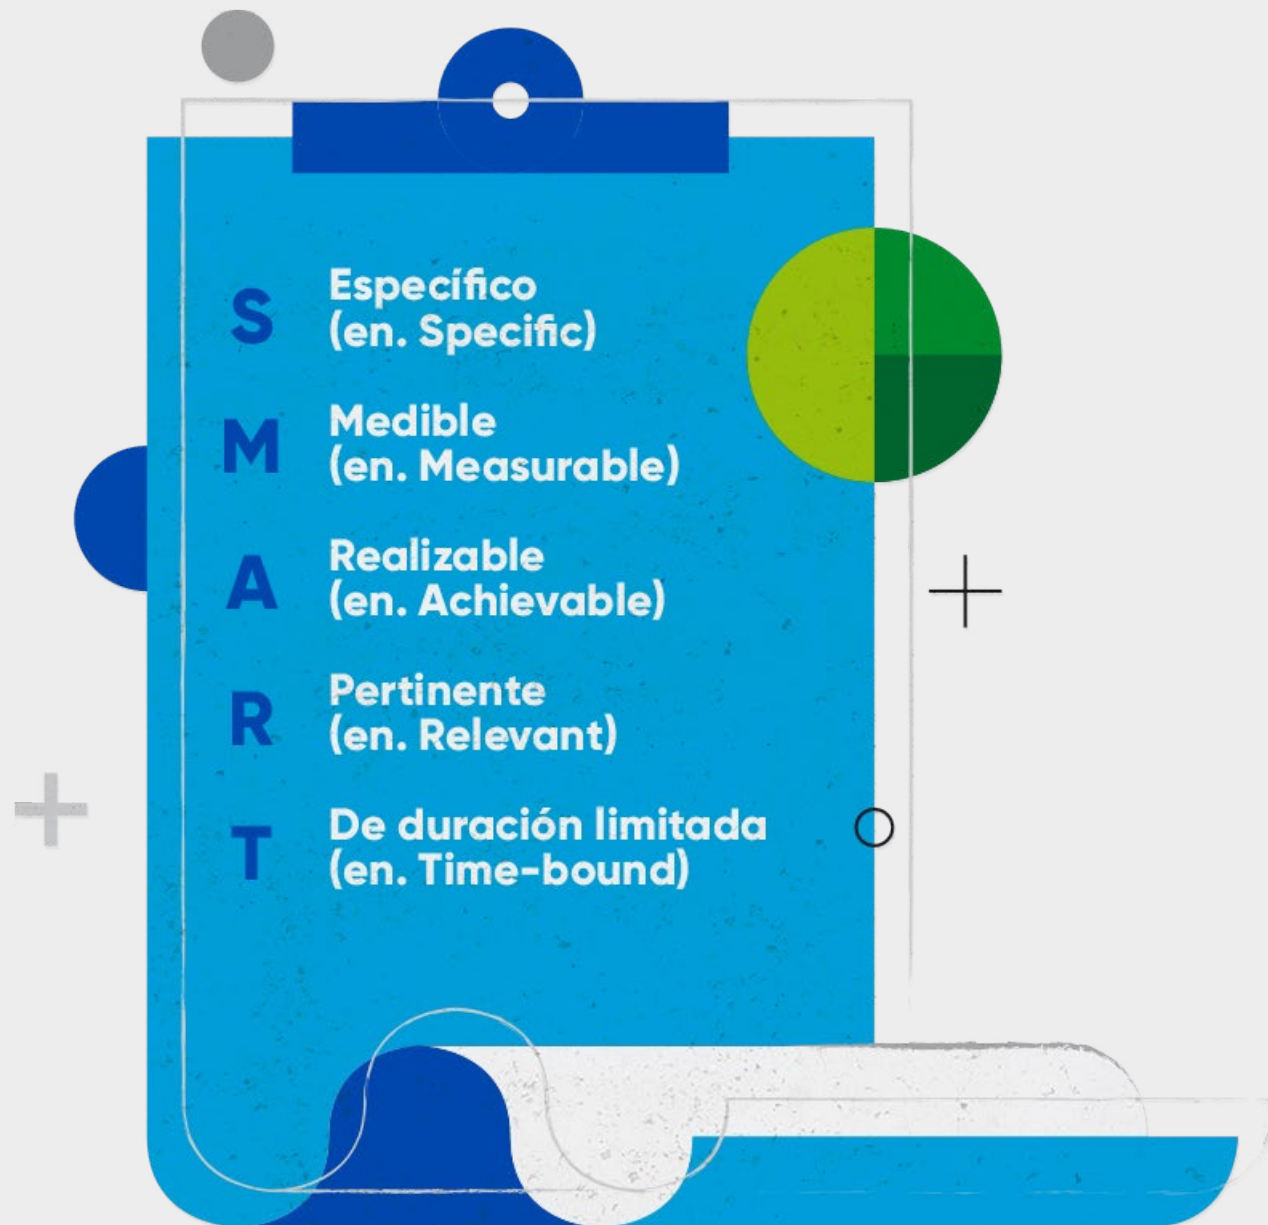 S
Específico
(en. Specific)
M
Medible
(en. Measurable)
A
Realizable
(en. Achievable)
R
Pertinente
(en. Relevant)
T
De duración limitada
(en. Time-bound)